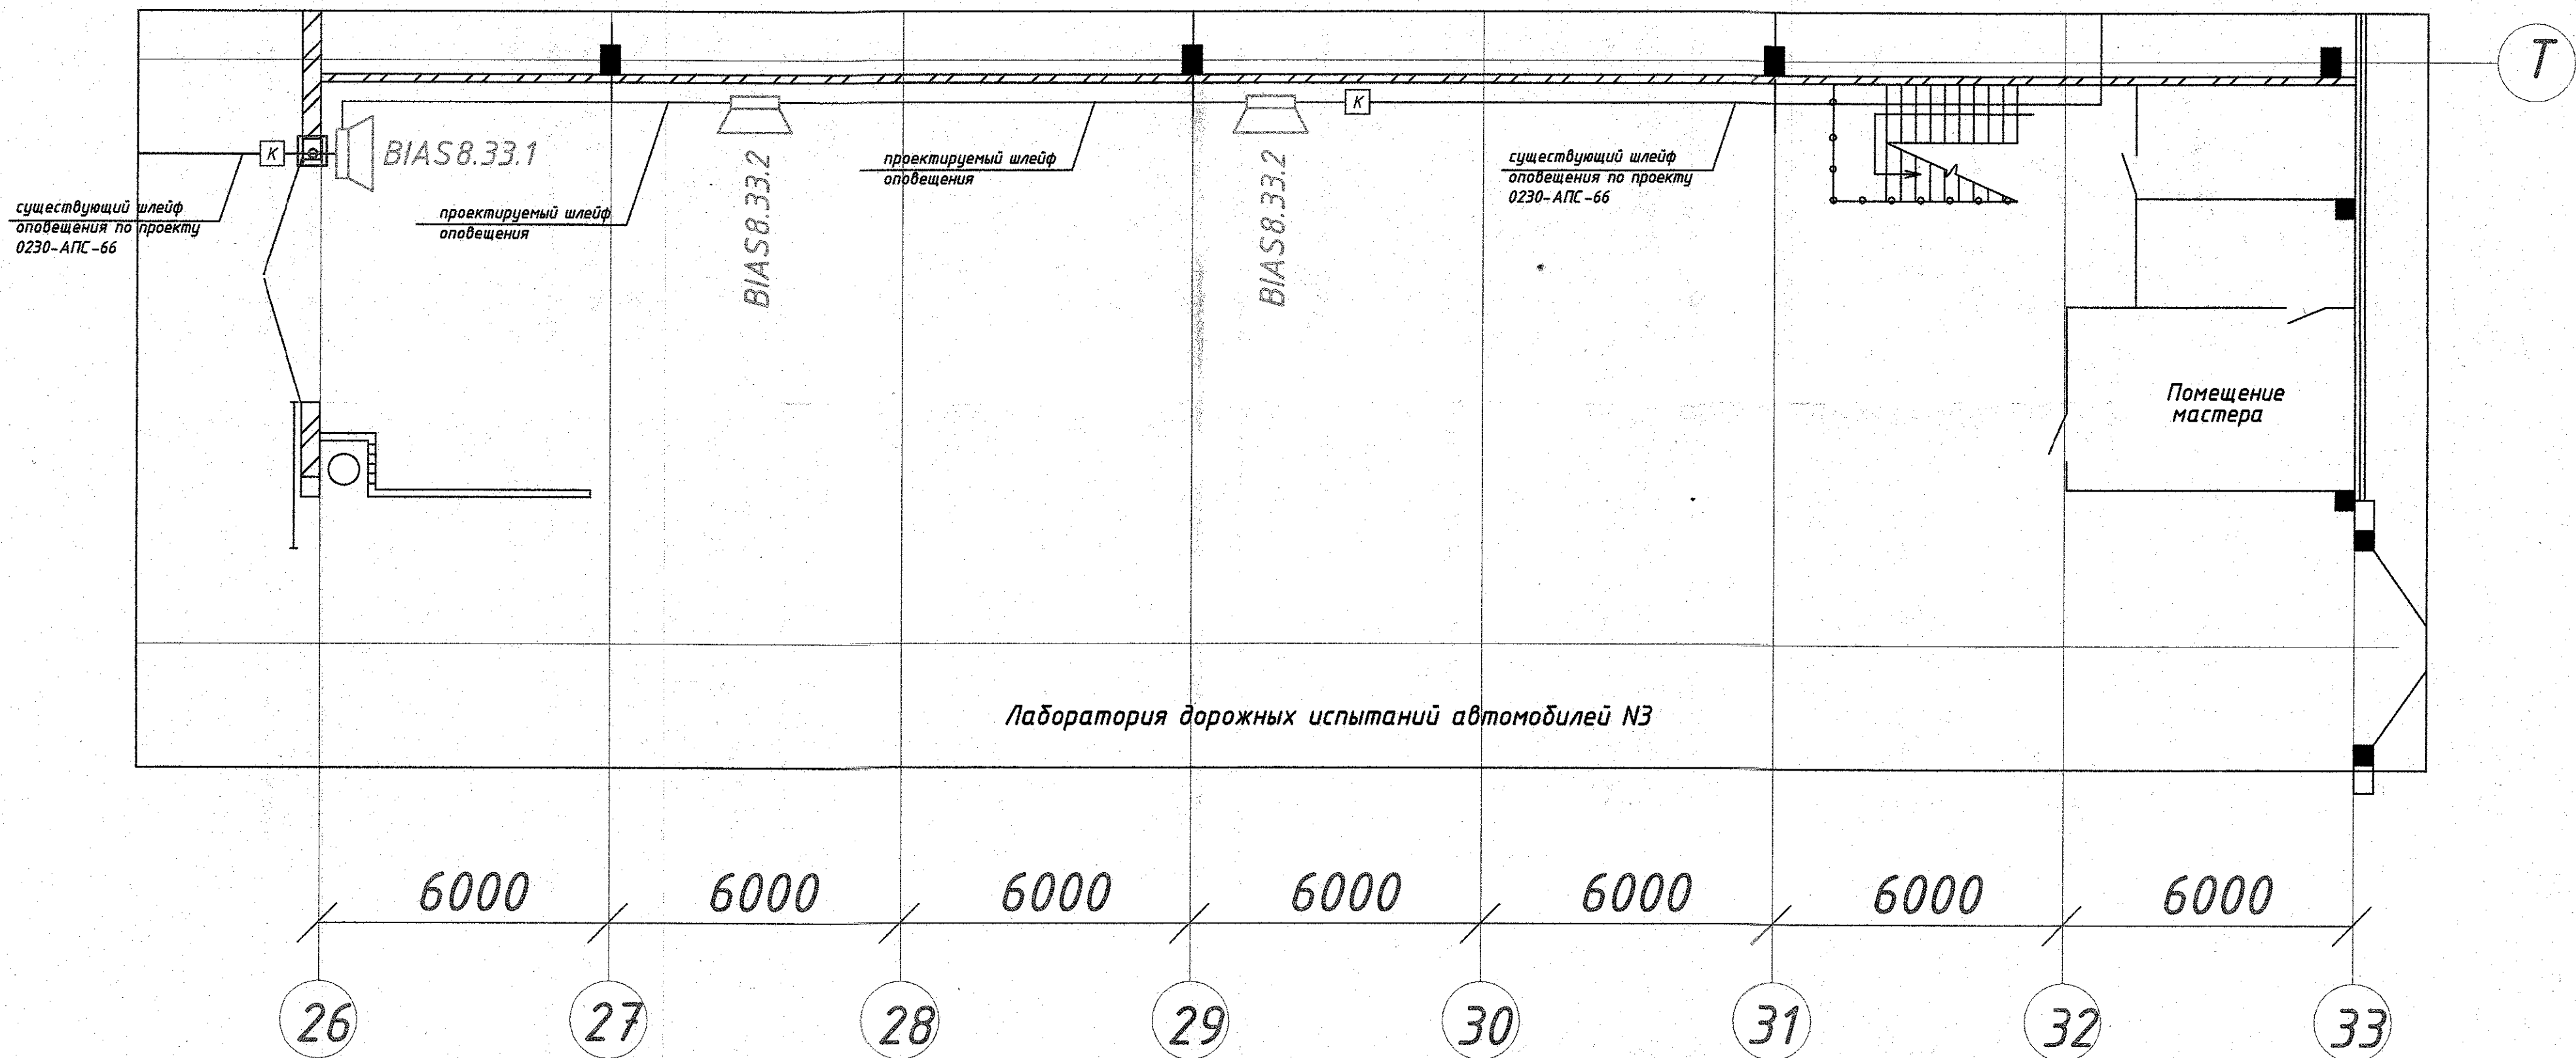 T
K
K
BIAS8.33.1
BIAS8.33.2
BIAS8.33.2
существующий шлейф
оповещения по проекту
0230-АПС-66
проектируемый шлейф
оповещения
проектируемый шлейф
оповещения
существующий шлейф
оповещения по проекту
0230-АПС-66
Помещение
мастера
Лаборатория дорожных испытаний автомобилей N3
6000 6000 6000 6000 6000 6000 6000
26 27 28 29 30 31 32 33